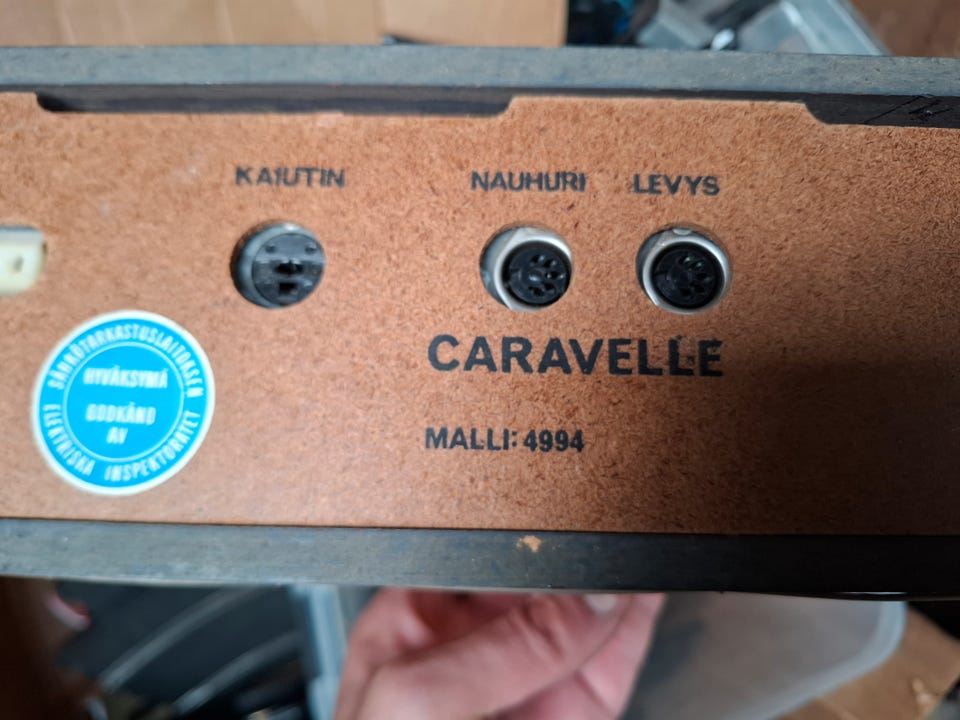 KAIUTIN
NAUHURI
LEVYS
CARAVELLE
MALLI: 4994
SÄHKÖTARKASTUSLAITOKSEN
HYVÄKSYMÄ
GODKÄND
AV
ELEKTRISKA INSPEKTORATET